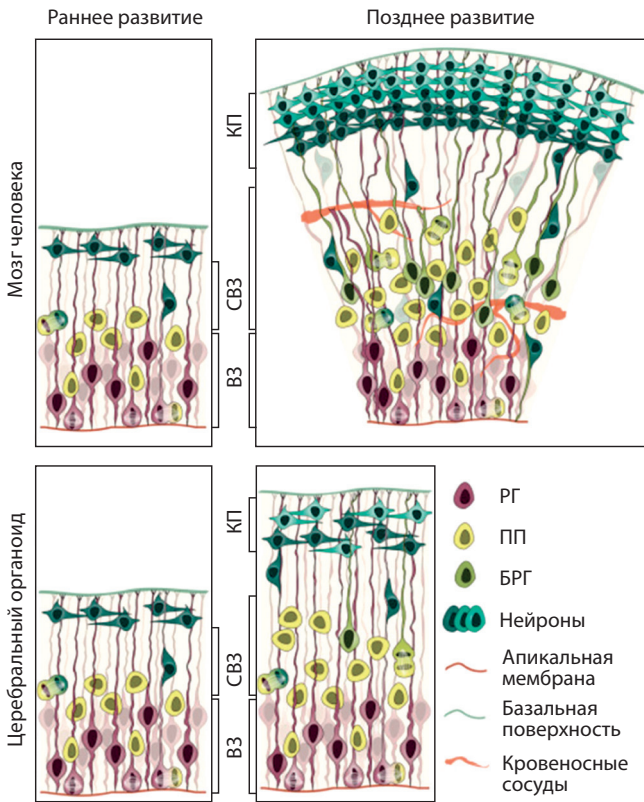 Раннее развитие
Позднее развитие
Мозг человека
КП
СВЗ
ВЗ
Церебральный органоид
КП
СВЗ
ВЗ
РГ
ПП
БРГ
Нейроны
Апикальная
мембрана
Базальная
поверхность
Кровеносные
сосуды